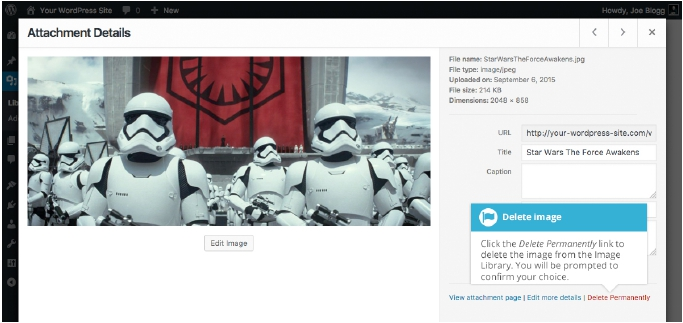 Your WordPress Site 0 + New Howdy, Joe Blogg
Attachment Details
File name: StarWarsTheForceAwakens.jpg
File type: image/jpeg
Uploaded on: September 6, 2015
File size: 214 KB
Dimensions: 2048 × 858
URL http://your-wordpress-site.com/v
Title Star Wars The Force Awakens
Caption
Edit Image
Delete image
Click the Delete Permanently link to
delete the image from the Image
Library. You will be prompted to
confirm your choice.
View attachment page | Edit more details | Delete Permanently